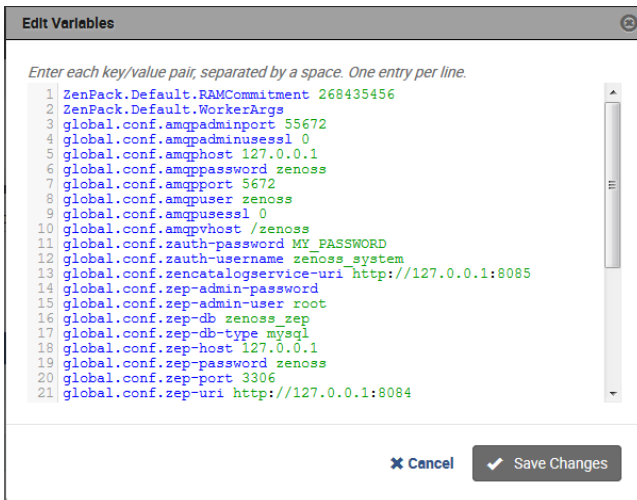 Edit Variables
Enter each key/value pair, separated by a space. One entry per line.
1 ZenPack.Default.RAMCommitment 268435456
2 ZenPack.Default.WorkerArgs
3 global.conf.amqpadminport 55672
4 global.conf.amqpadminusessl 0
5 global.conf.amqphost 127.0.0.1
6 global.conf.amqppassword zenoss
7 global.conf.amqpport 5672
8 global.conf.amqpuser zenoss
9 global.conf.amqpusessl 0
10 global.conf.amqpvhost /zenoss
11 global.conf.zauth-password MY_PASSWORD
12 global.conf.zauth-username zenoss_system
13 global.conf.zencatalogservice-uri http://127.0.0.1:8085
14 global.conf.zep-admin-password
15 global.conf.zep-admin-user root
16 global.conf.zep-db zenoss_zep
17 global.conf.zep-db-type mysql
18 global.conf.zep-host 127.0.0.1
19 global.conf.zep-password zenoss
20 global.conf.zep-port 3306
21 global.conf.zep-uri http://127.0.0.1:8084
Cancel
Save Changes